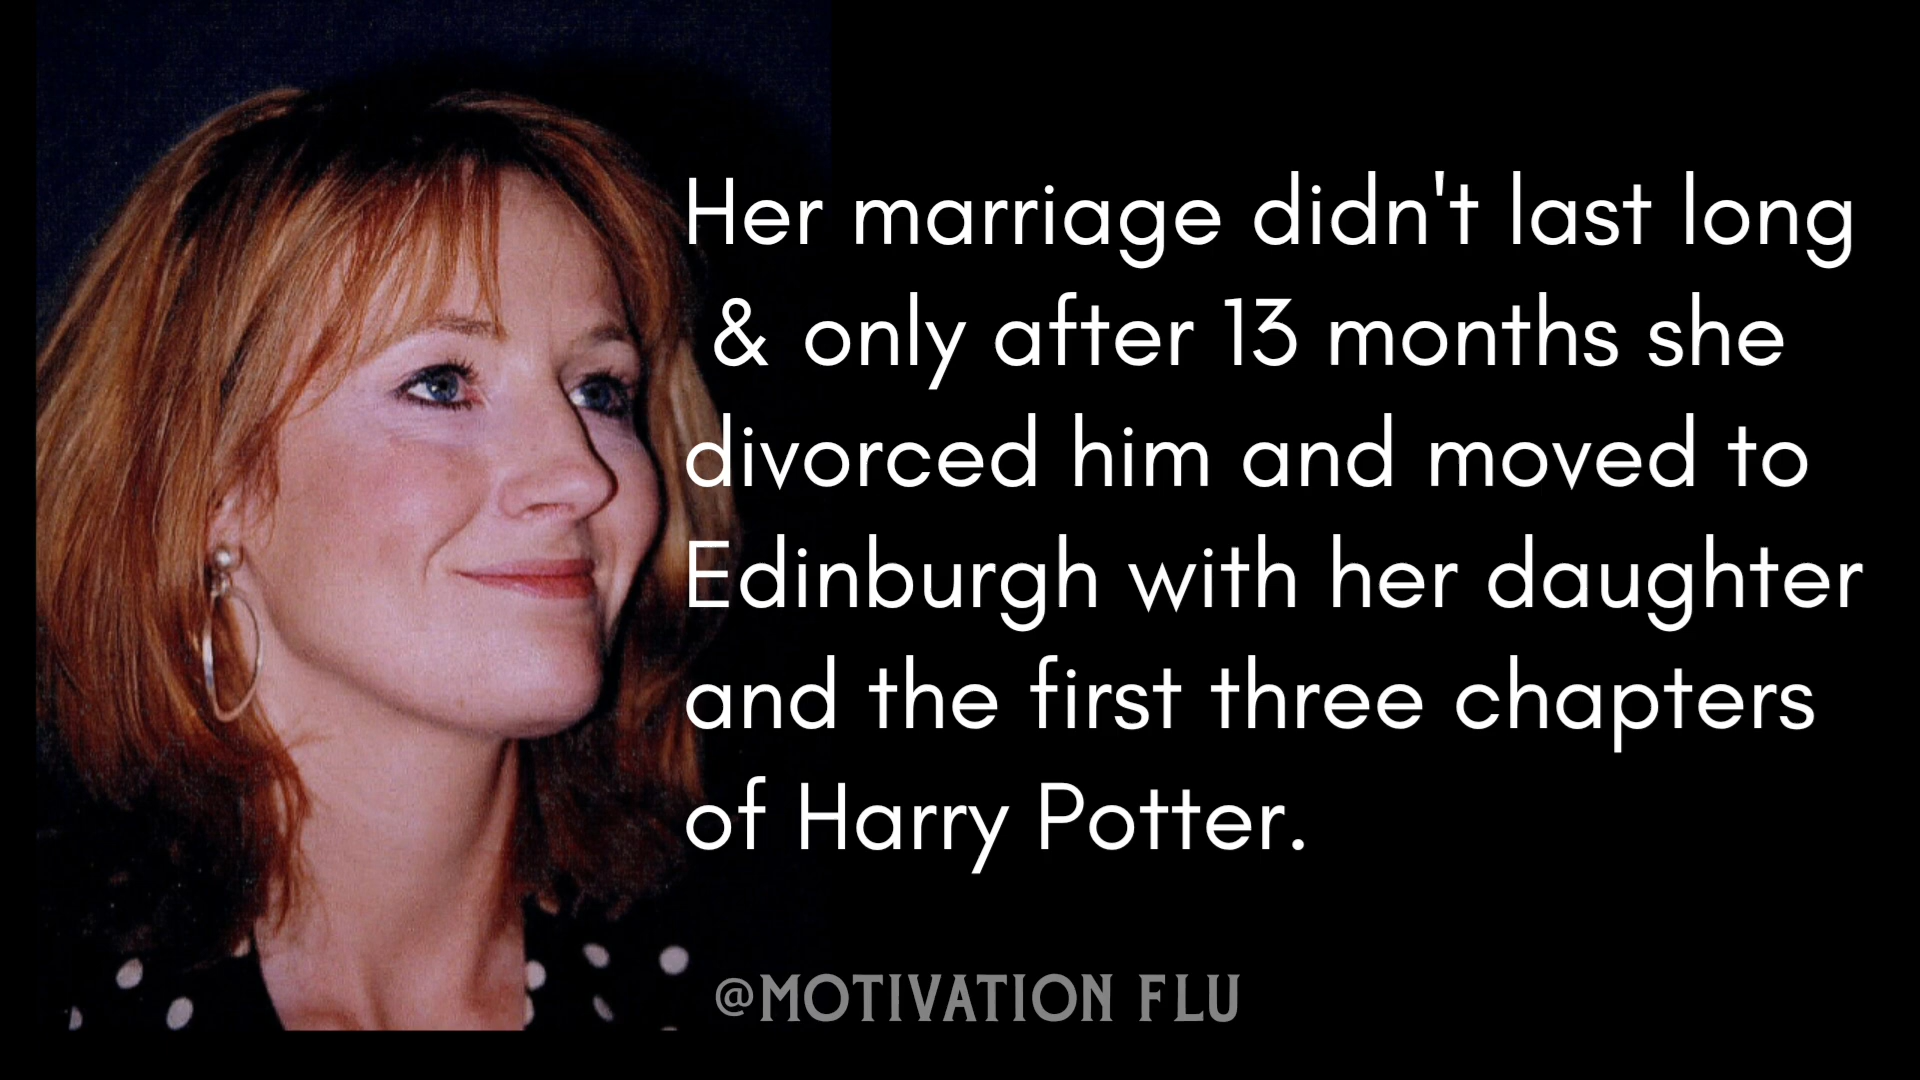 Her marriage didn't last long
& only after 13 months she
divorced him and moved to
Edinburgh with her daughter
and the first three chapters
of Harry Potter.
@MOTIVATION FLU